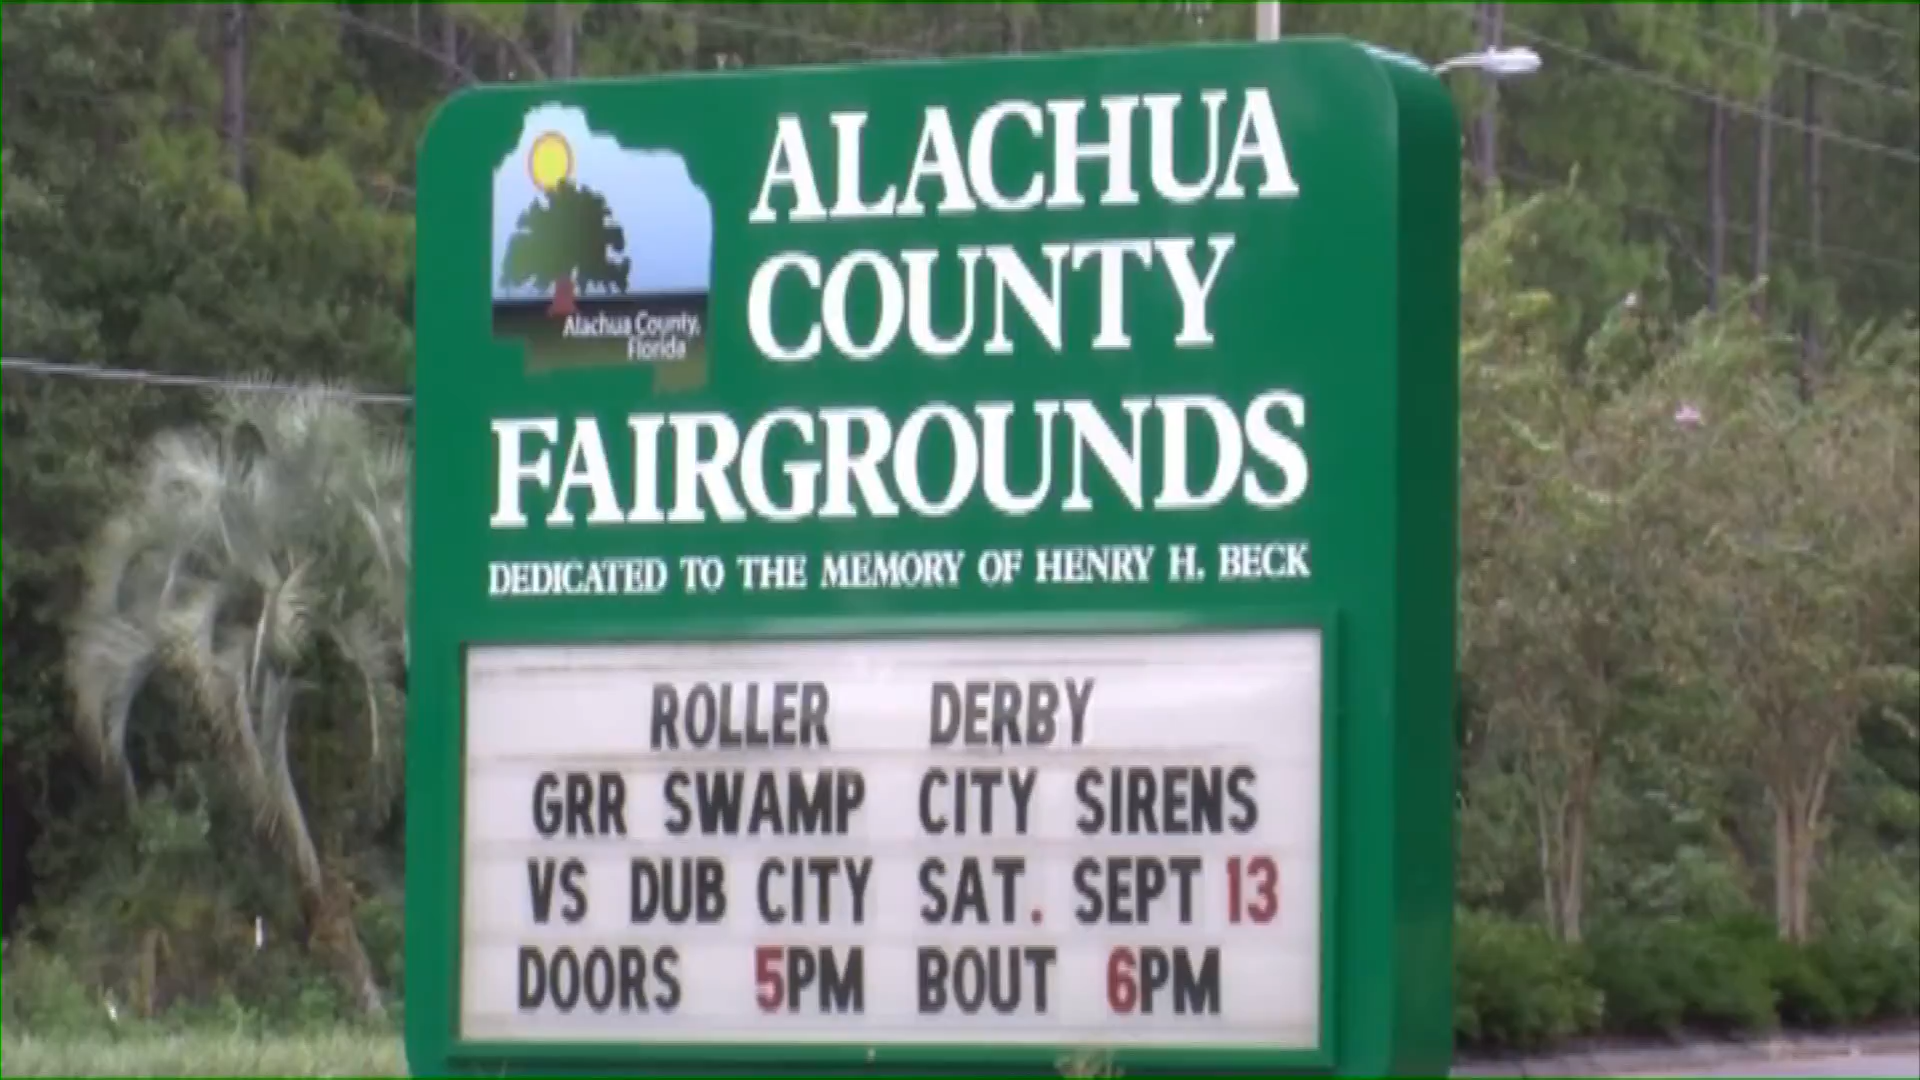 ALACHUA
COUNTY
Alachua County,
Florida
FAIRGROUNDS
DEDICATED TO THE MEMORY OF HENRY H. BECK
ROLLER DERBY
GRR SWAMP CITY SIRENS
VS DUB CITY SAT. SEPT 13
DOORS 5PM BOUT 6PM